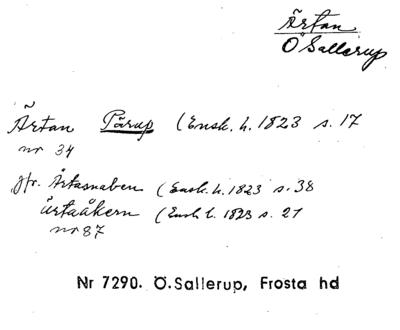 Ärtan
Ö Sallerup
Ärtan Pärup (Ensk. h. 1823 s. 17
nr 34
jfr. Ärtasnaben (Ensk. h. 1823 s. 38
ärtaåkern (Ensk h. 1823 s. 21
nr 87
Nr 7290. Ö.Sallerup, Frosta hd